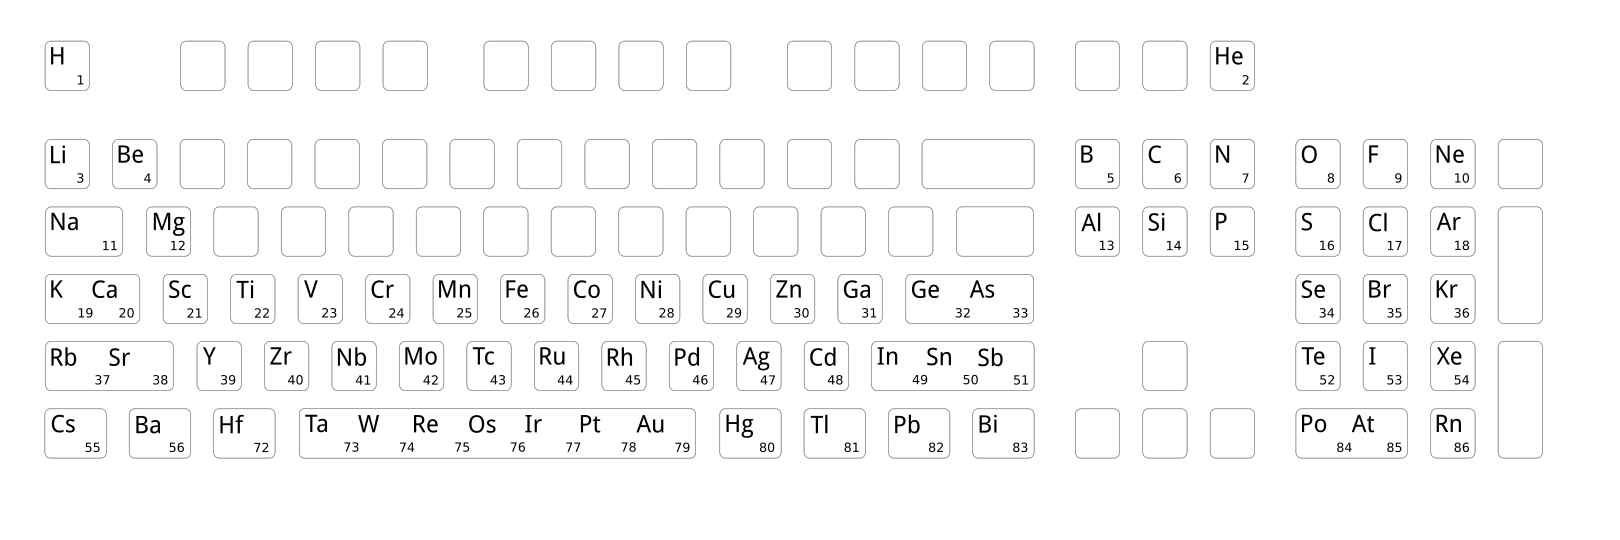 H He
1 2
Li Be B C N O F Ne
3 4 5 6 7 8 9 10
Na Mg Al Si P S Cl Ar
11 12 13 14 15 16 17 18
K Ca Sc Ti V Cr Mn Fe Co Ni Cu Zn Ga Ge As Se Br Kr
19 20 21 22 23 24 25 26 27 28 29 30 31 32 33 34 35 36
Rb Sr Y Zr Nb Mo Tc Ru Rh Pd Ag Cd In Sn Sb Te I Xe
37 38 39 40 41 42 43 44 45 46 47 48 49 50 51 52 53 54
Cs Ba Hf Ta W Re Os Ir Pt Au Hg Tl Pb Bi Po At Rn
55 56 72 73 74 75 76 77 78 79 80 81 82 83 84 85 86